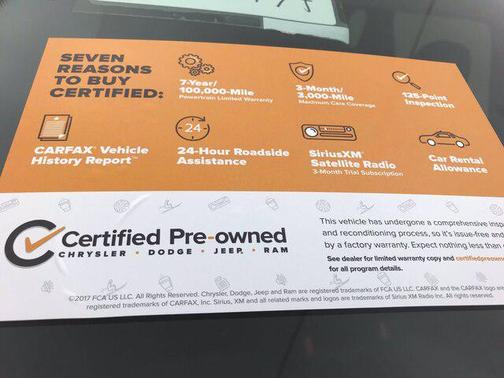 SEVEN
REASONS
TO BUY
CERTIFIED:
7-Year/
100,000-Mile
Powertrain Limited Warranty
3-Month/
3,000-Mile
Maximum Care Coverage
125-Point
Inspection
CARFAX® Vehicle
History Report™
24
24-Hour Roadside
Assistance
SiriusXM®
Satellite Radio
3-Month Trial Subscription
Car Rental
Allowance
Certified Pre-owned
CHRYSLER • DODGE • JEEP® • RAM
This vehicle has undergone a comprehensive insp
and reconditioning process, so it's issue-free and
by a factory warranty. Expect nothing less than
See dealer for limited warranty copy and certifiedpreown
for all program details.
©2017 FCA US LLC. All Rights Reserved. Chrysler, Dodge, Jeep and Ram are registered trademarks of FCA US LLC. CARFAX and the CARFAX logo are
registered trademarks of CARFAX, Inc. Sirius, XM and all related marks and logos are trademarks of Sirius XM Radio Inc. All rights reserved.